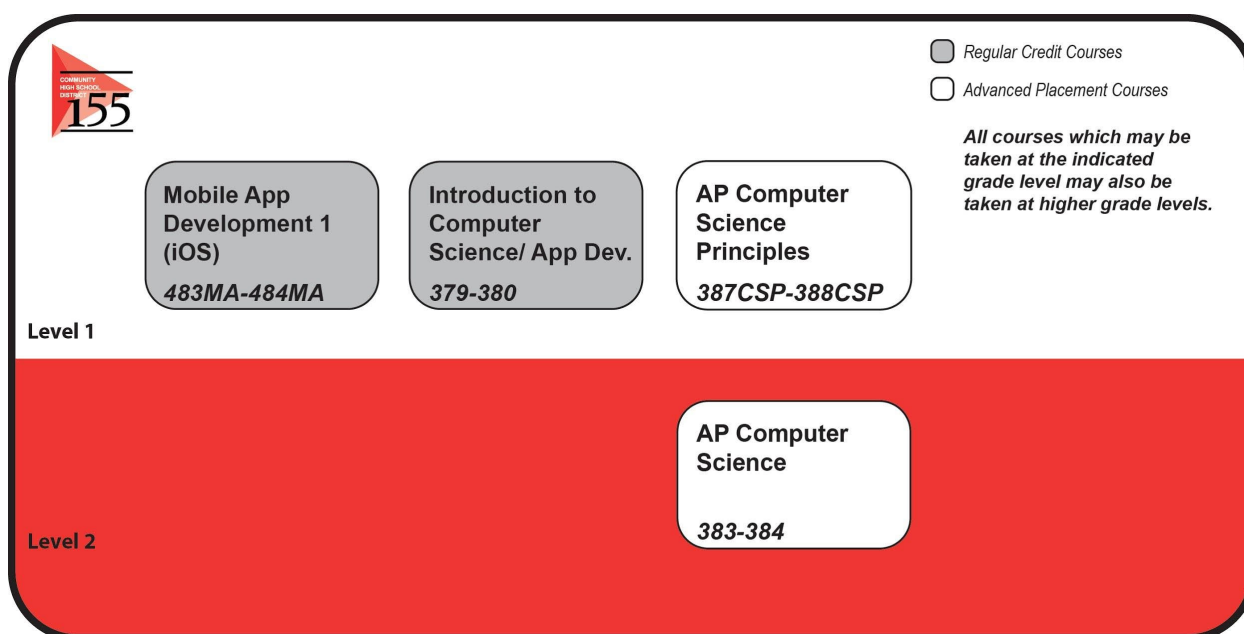 COMMUNITY
HIGH SCHOOL
DISTRICT
155
Regular Credit Courses
Advanced Placement Courses
All courses which may be
taken at the indicated
grade level may also be
taken at higher grade levels.
Mobile App
Development 1
(iOS)
483MA-484MA
Introduction to
Computer
Science/ App Dev.
379-380
AP Computer
Science
Principles
387CSP-388CSP
Level 1
AP Computer
Science
383-384
Level 2